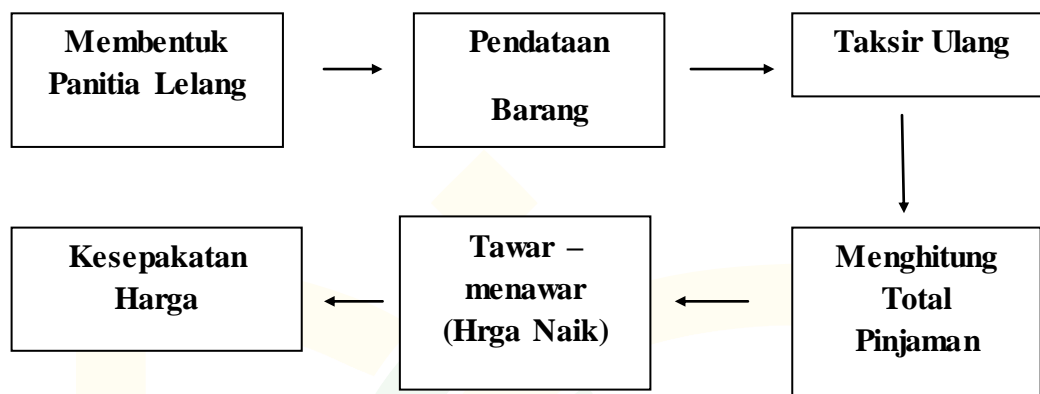 Membentuk
Panitia Lelang
Pendataan
Barang
Taksir Ulang
Menghitung
Total
Pinjaman
Tawar –
menawar
(Hrga Naik)
Kesepakatan
Harga